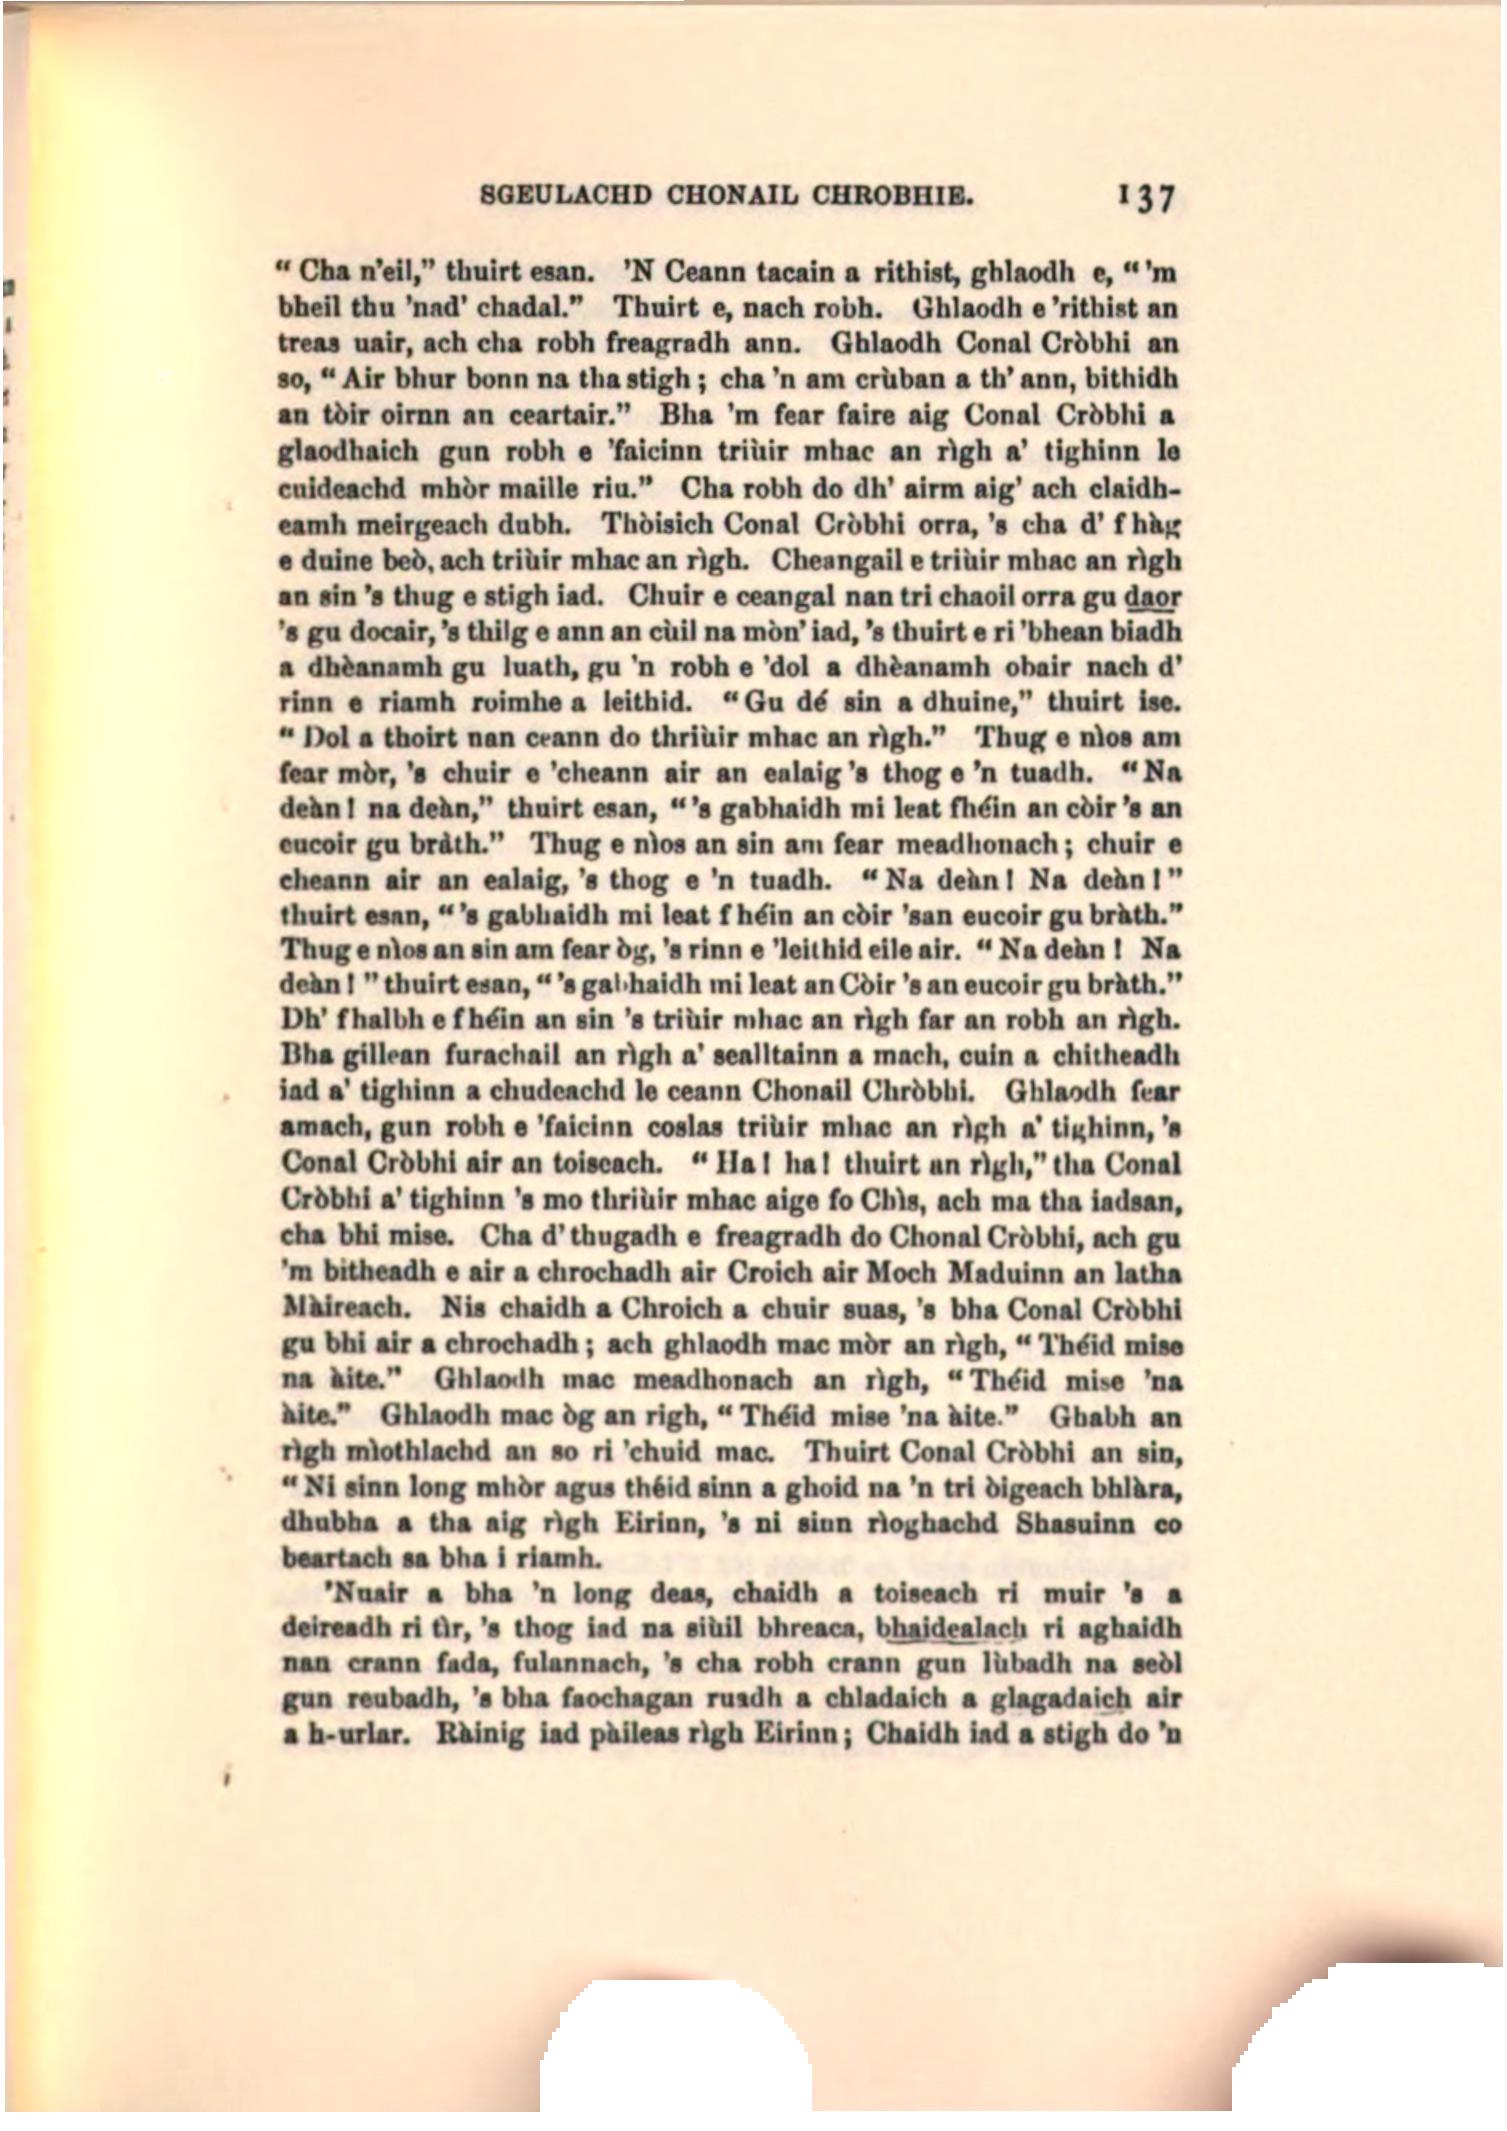 SGEULACHD CHONAIL CHROBHIE. 137
“ Cha n'eil,” thuirt esan. 'N Ceann tacain a rithist, ghlaodh e, “ 'm
bheil thu 'nad' chadal.” Thuirt e, nach robh. Ghlaodh e 'rithist an
treas uair, ach cha robh freagradh ann. Ghlaodh Conal Cròbhi an
so, “ Air bhur bonn na tha stigh ; cha 'n am crùban a th' ann, bithidh
an tòir oirnn an ceartair.” Bha 'm fear faire aig Conal Cròbhi a
glaodhaich gun robh e 'faicinn triùir mhac an rìgh a' tighinn le
cuideachd mhòr maille riu.” Cha robh do dh' airm aig' ach claidh-
eamh meirgeach dubh. Thòisich Conal Cròbhi orra, 's cha d' fhàg
e duine beò, ach triùir mhac an rìgh. Cheangail e triùir mhac an rìgh
an sin 's thug e stigh iad. Chuir e ceangal nan tri chaoil orra gu daor
's gu docair, 's thilg e ann an cùil na mòn' iad, 's thuirt e ri 'bhean biadh
a dhèanamh gu luath, gu 'n robh e 'dol a dhèanamh obair nach d'
rinn e riamh roimhe a leithid. “ Gu dé sin a dhuine,” thuirt ise.
“ Dol a thoirt nan ceann do thriùir mhac an rìgh.” Thug e nìos am
fear mòr, 's chuir e 'cheann air an ealaig 's thog e 'n tuadh. “ Na
deàn ! na deàn,” thuirt esan, “ 's gabhaidh mi leat fhéin an còir 's an
eucoir gu bràth.” Thug e nìos an sin am fear meadhonach ; chuir e
cheann air an ealaig, 's thog e 'n tuadh. “ Na deàn ! Na deàn ! ”
thuirt esan, “ 's gabhaidh mi leat fhéin an còir 'san eucoir gu bràth.”
Thug e nìos an sin am fear òg, 's rinn e 'leithid eile air. “ Na deàn ! Na
deàn ! ” thuirt esan, “ 's gabhaidh mi leat an Còir 's an eucoir gu bràth.”
Dh' fhalbh e fhéin an sin 's triùir mhac an rìgh far an robh an rìgh.
Bha gillean furachail an rìgh a' sealltainn a mach, cuin a chitheadh
iad a' tighinn a chudeachd le ceann Chonail Chròbhi. Ghlaodh fear
amach, gun robh e 'faicinn coslas triùir mhac an rìgh a' tighinn, 's
Conal Cròbhi air an toiseach. “ Ha ! ha ! thuirt an rìgh,” tha Conal
Cròbhi a' tighinn 's mo thriùir mhac aige fo Chìs, ach ma tha iadsan,
cha bhi mise. Cha d' thugadh e freagradh do Chonal Cròbhi, ach gu
'm bitheadh e air a chrochadh air Croich air Moch Maduinn an latha
Màireach. Nis chaidh a Chroich a chuir suas, 's bha Conal Cròbhi
gu bhi air a chrochadh ; ach ghlaodh mac mòr an rìgh, “ Théid mise
na àite.” Ghlaodh mac meadhonach an rìgh, “ Théid mise 'na
àite.” Ghlaodh mac òg an righ, “ Théid mise 'na àite.” Ghabh an
rìgh mìothlachd an so ri 'chuid mac. Thuirt Conal Cròbhi an sin,
“ Ni sinn long mhòr agus théid sinn a ghoid na 'n tri òigeach bhlàra,
dhubha a tha aig rìgh Eirinn, 's ni sinn rìoghachd Shasuinn co
beartach sa bha i riamh.
'Nuair a bha 'n long deas, chaidh a toiseach ri muir 's a
deireadh ri tìr, 's thog iad na siùil bhreaca, bhaidealach ri aghaidh
nan crann fada, fulannach, 's cha robh crann gun lùbadh na seòl
gun reubadh, 's bha faochagan ruadh a chladaich a glagadaich air
a h-urlar. Ràinig iad pàileas rìgh Eirinn ; Chaidh iad a stigh do 'n